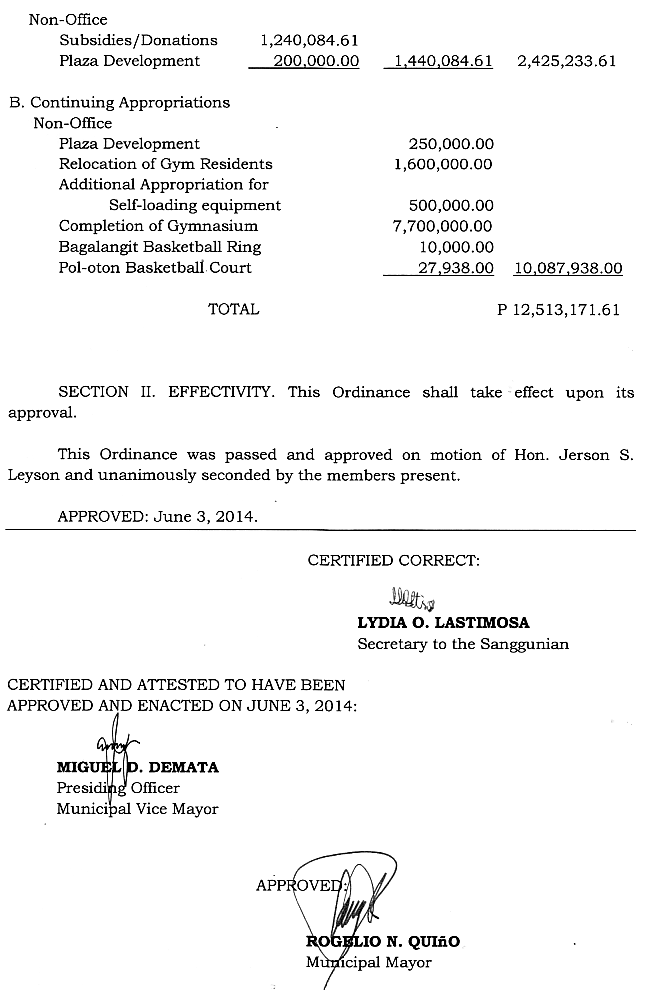 Non-Office
Subsidies/Donations 1,240,084.61
Plaza Development 200,000.00 1,440,084.61 2,425,233.61
B. Continuing Appropriations
Non-Office
Plaza Development 250,000.00
Relocation of Gym Residents 1,600,000.00
Additional Appropriation for
Self-loading equipment 500,000.00
Completion of Gymnasium 7,700,000.00
Bagalangit Basketball Ring 10,000.00
Pol-oton Basketball Court 27,938.00 10,087,938.00
TOTAL P 12,513,171.61
SECTION II. EFFECTIVITY. This Ordinance shall take effect upon its
approval.
This Ordinance was passed and approved on motion of Hon. Jerson S.
Leyson and unanimously seconded by the members present.
APPROVED: June 3, 2014.
CERTIFIED CORRECT:
LYDIA O. LASTIMOSA
Secretary to the Sanggunian
CERTIFIED AND ATTESTED TO HAVE BEEN
APPROVED AND ENACTED ON JUNE 3, 2014:
MIGUEL D. DEMATA
Presiding Officer
Municipal Vice Mayor
APPROVED:
ROGELIO N. QUIñO
Municipal Mayor